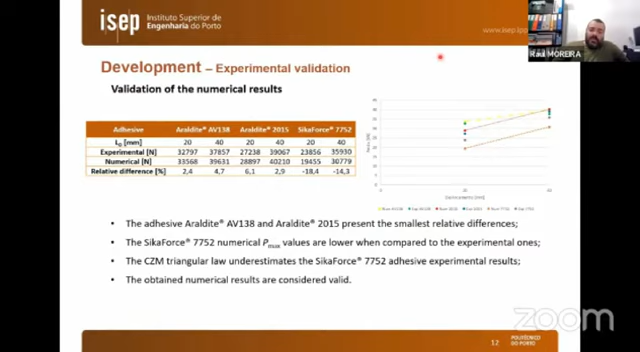 isep Instituto Superior de
Engenharia do Porto
Raul MOREIRA
Development – Experimental validation
Validation of the numerical results
Adhesive Araldite® AV138 Araldite® 2015 SikaForce® 7752
L₀ [mm] 20 40 20 40 20 40
Experimental [N] 32797 37857 27238 39067 23856 35930
Numerical [N] 33568 39631 28897 40210 19455 30779
Relative difference [%] 2,4 4,7 6,1 2,9 -18,4 -14,3
• The adhesive Araldite® AV138 and Araldite® 2015 present the smallest relative differences;
• The SikaForce® 7752 numerical Pmax values are lower when compared to the experimental ones;
• The CZM triangular law underestimates the SikaForce® 7752 adhesive experimental results;
• The obtained numerical results are considered valid.
zoom
12
POLITÉCNICO
DO PORTO